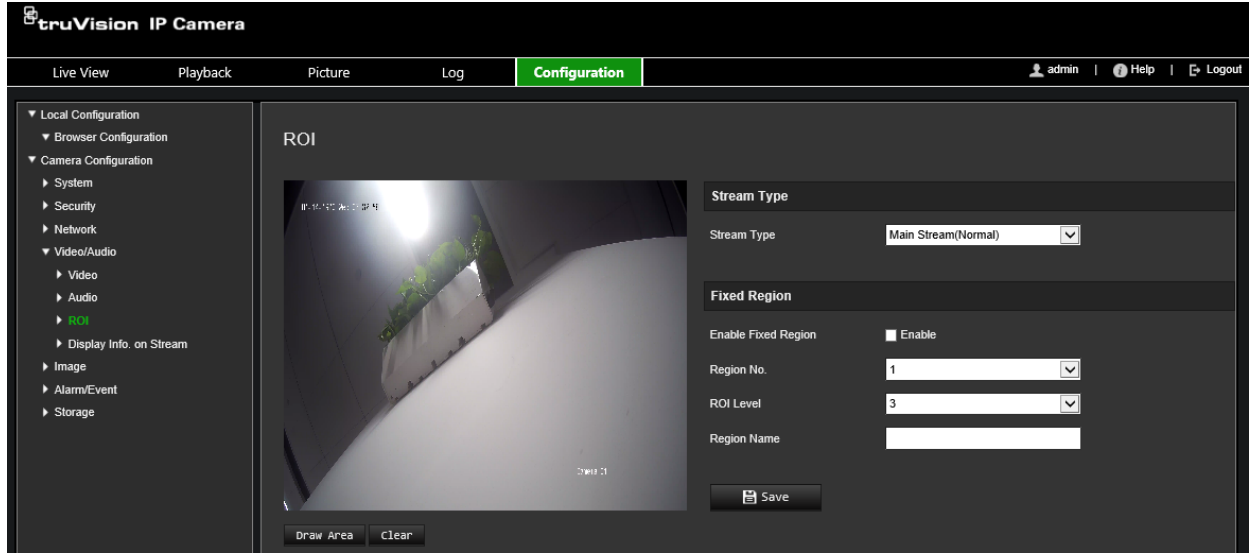 truVision IP Camera
Live View Playback Picture Log Configuration admin | Help | Logout
Local Configuration
Browser Configuration
Camera Configuration
System
Security
Network
Video/Audio
Video
Audio
ROI
Display Info. on Stream
Image
Alarm/Event
Storage
ROI
Camera 01
Draw Area Clear
Stream Type
Stream Type Main Stream(Normal)
Fixed Region
Enable Fixed Region Enable
Region No. 1
ROI Level 3
Region Name
Save